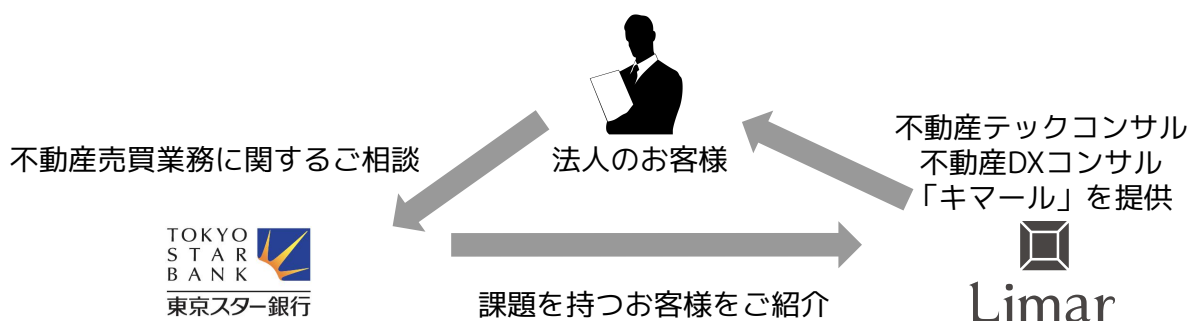 不動産テックコンサル
不動産売買業務に関するご相談
法人のお客様
不動産DXコンサル
「キマール」を提供
TOKYO
STAR
BANK
東京スター銀行
課題を持つお客様をご紹介
Limar